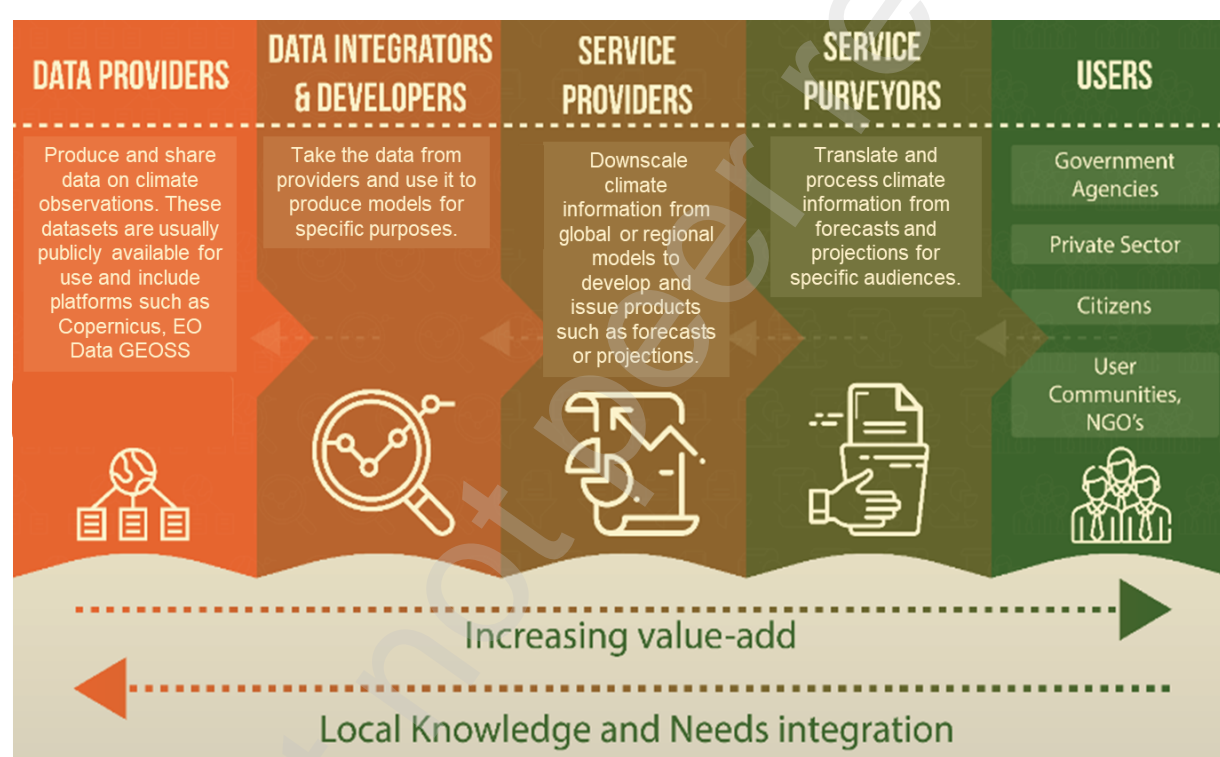 DATA PROVIDERS
Produce and share
data on climate
observations. These
datasets are usually
publicly available for
use and include
platforms such as
Copernicus, EO
Data GEOSS
DATA INTEGRATORS
& DEVELOPERS
Take the data from
providers and use it to
produce models for
specific purposes.
SERVICE
PROVIDERS
Downscale
climate
information from
global or regional
models to
develop and
issue products
such as forecasts
or projections.
SERVICE
PURVEYORS
Translate and
process climate
information from
forecasts and
projections for
specific audiences.
USERS
Government
Agencies
Private Sector
Citizens
User
Communities,
NGO's
Increasing value-add
Local Knowledge and Needs integration
not peer re